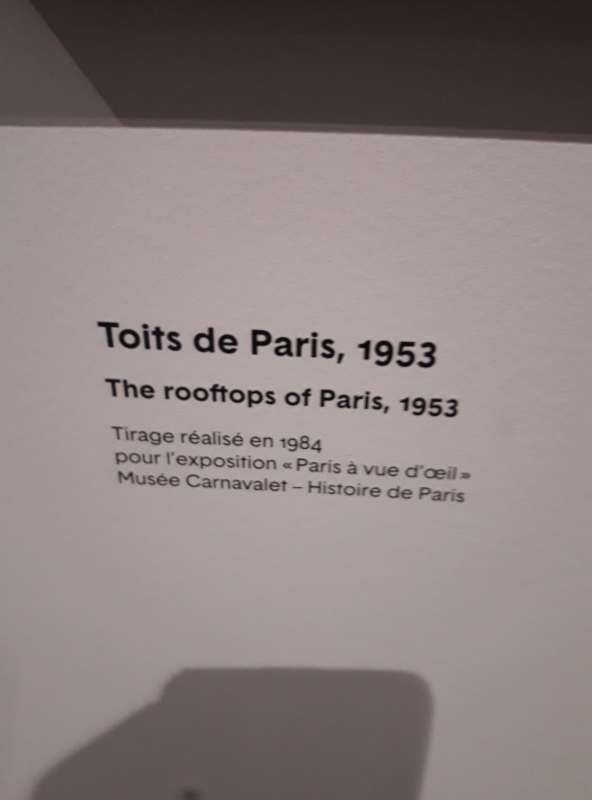 Toits de Paris, 1953
The rooftops of Paris, 1953
Tirage réalisé en 1984
pour l'exposition « Paris à vue d'œil »
Musée Carnavalet – Histoire de Paris